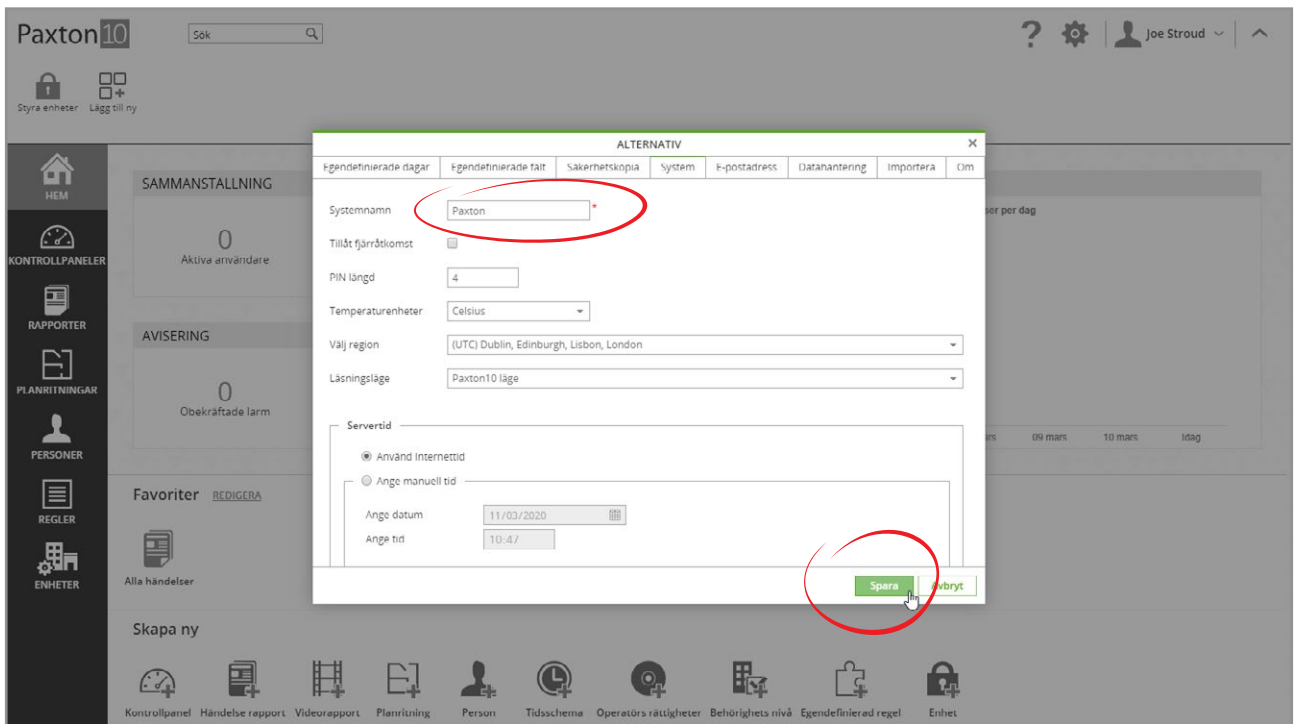 Paxton10
Sök
Joe Stroud
Styra enheter
Lägg till ny
HEM
KONTROLLPANELER
RAPPORTER
PLANRITNINGAR
PERSONER
REGLER
ENHETER
SAMMANSTALLNING
0
Aktiva användare
AVISERING
0
Obekräftade larm
ser per dag
09 mars
10 mars
Idag
ALTERNATIV
Egendefinierade dagar
Egendefinierade fält
Säkerhetskopia
System
E-postadress
Datahantering
Importera
Om
Systemnamn
Paxton
*
Tillåt fjärråtkomst
PIN längd
4
Temperaturenheter
Celsius
Välj region
(UTC) Dublin, Edinburgh, Lisbon, London
Läsningsläge
Paxton10 läge
Servertid
Använd Internettid
Ange manuell tid
Ange datum
11/03/2020
Ange tid
10:47
Spara
Avbryt
Favoriter
REDIGERA
Alla händelser
Skapa ny
Kontrollpanel
Händelse rapport
Videorapport
Planritning
Person
Tidsschema
Operatörs rättigheter
Behörighets nivå
Egendefinierad regel
Enhet